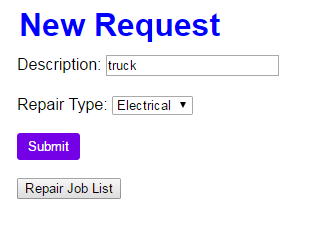 New Request
Description: truck
Repair Type: Electrical
Submit
Repair Job List